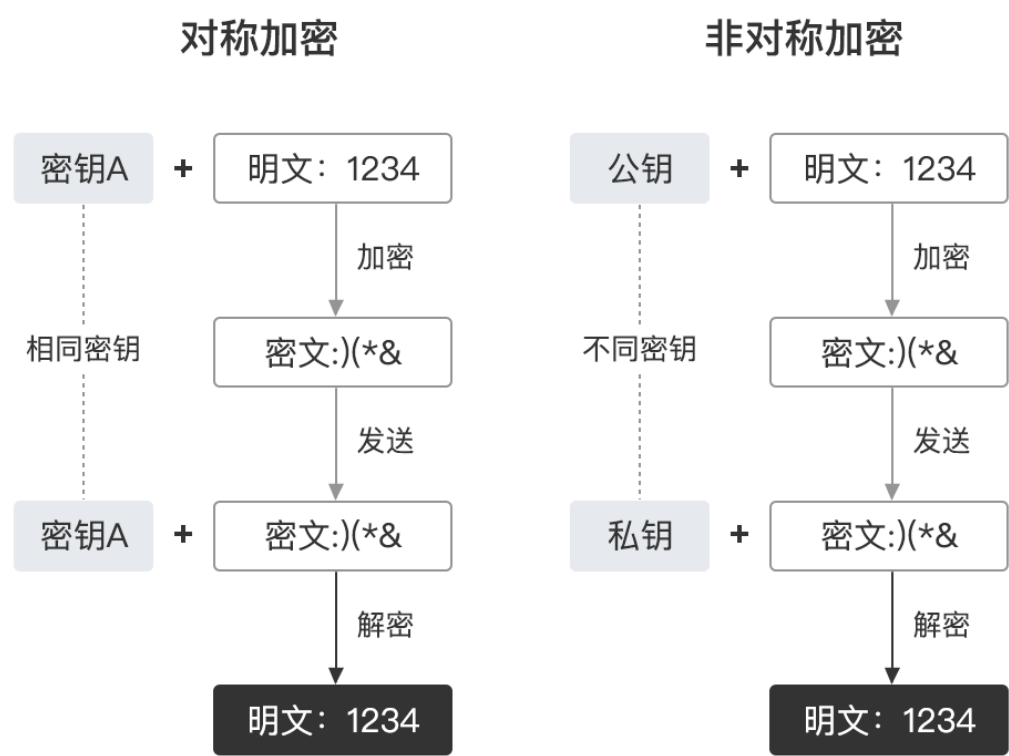 对称加密
密钥A + 明文：1234
加密
相同密钥 密文:)(*&
发送
密钥A + 密文:)(*&
解密
明文：1234
非对称加密
公钥 + 明文：1234
加密
不同密钥 密文:)(*&
发送
私钥 + 密文:)(*&
解密
明文：1234